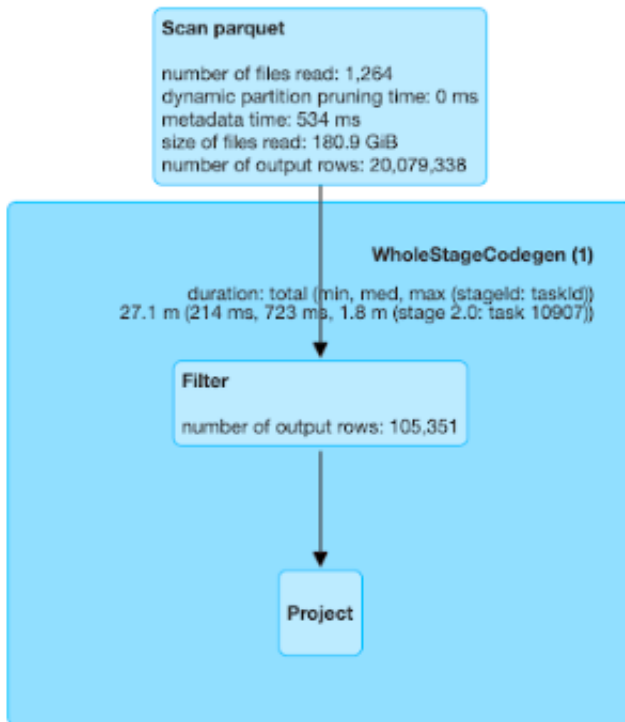 Scan parquet
number of files read: 1,264
dynamic partition pruning time: 0 ms
metadata time: 534 ms
size of files read: 180.9 GiB
number of output rows: 20,079,338
WholeStageCodegen (1)
duration: total (min, med, max (stageId: taskId))
27.1 m (214 ms, 723 ms, 1.8 m (stage 2.0: task 10907))
Filter
number of output rows: 105,351
Project